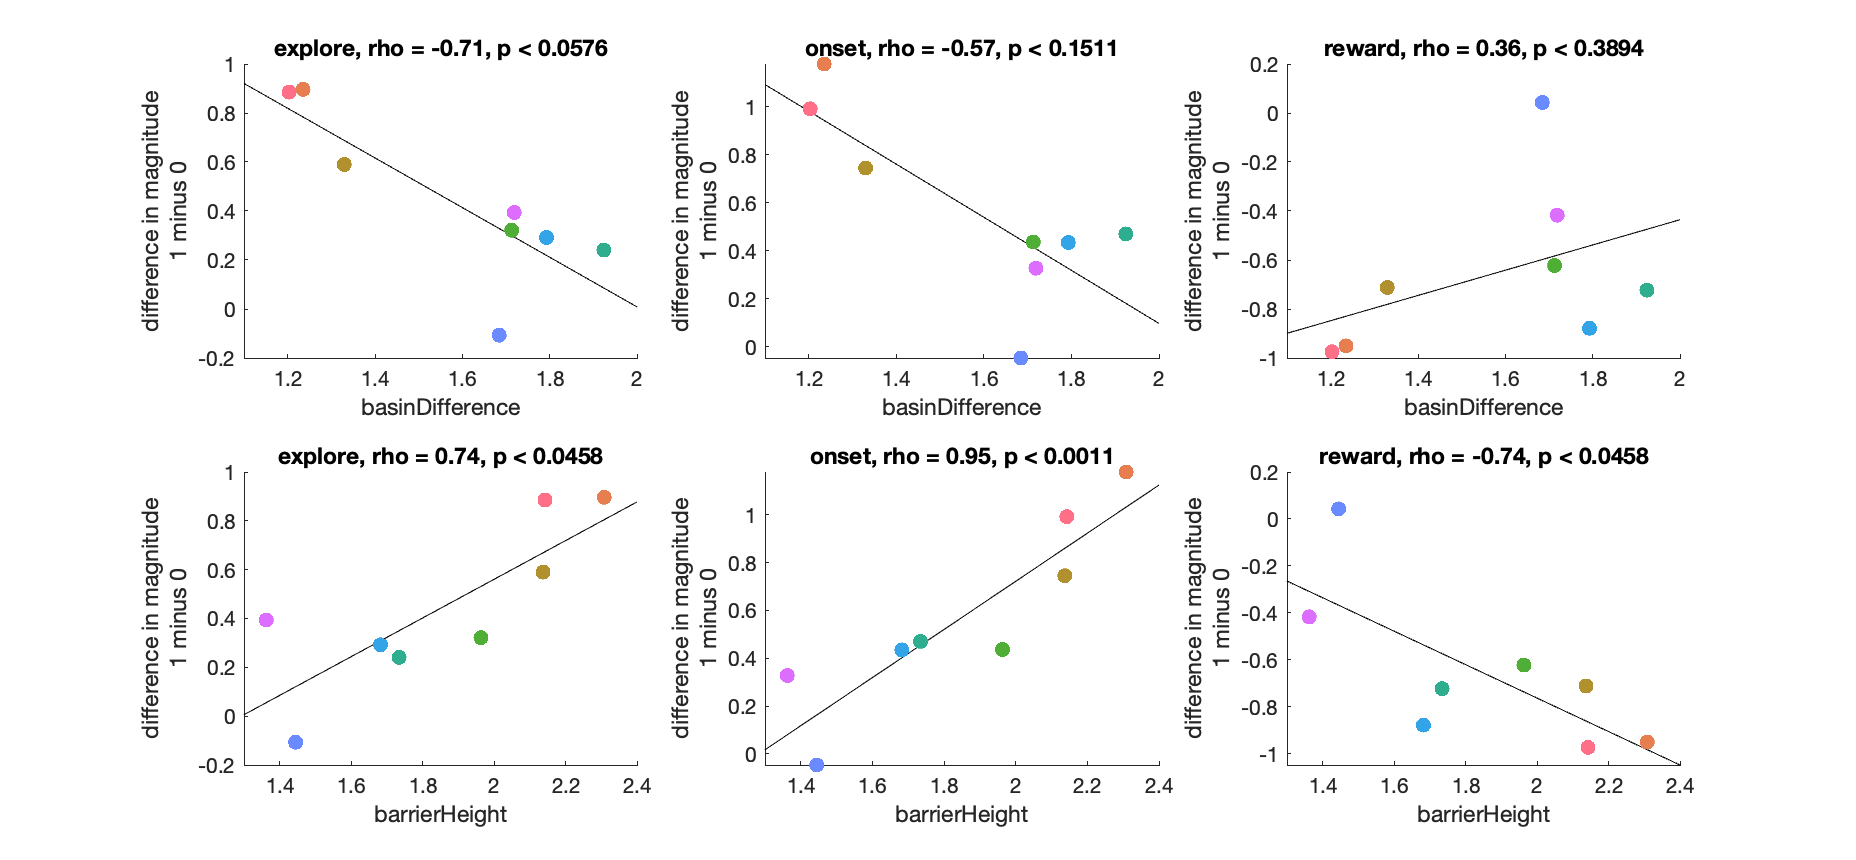 explore, rho = -0.71, p < 0.0576
1
0.8
0.6
0.4
0.2
0
-0.2
difference in magnitude
1 minus 0
1.2 1.4 1.6 1.8 2
basinDifference
onset, rho = -0.57, p < 0.1511
1
0.8
0.6
0.4
0.2
0
difference in magnitude
1 minus 0
1.2 1.4 1.6 1.8 2
basinDifference
reward, rho = 0.36, p < 0.3894
0.2
0
-0.2
-0.4
-0.6
-0.8
-1
difference in magnitude
1 minus 0
1.2 1.4 1.6 1.8 2
basinDifference
explore, rho = 0.74, p < 0.0458
1
0.8
0.6
0.4
0.2
0
-0.2
difference in magnitude
1 minus 0
1.4 1.6 1.8 2 2.2 2.4
barrierHeight
onset, rho = 0.95, p < 0.0011
1
0.8
0.6
0.4
0.2
0
difference in magnitude
1 minus 0
1.4 1.6 1.8 2 2.2 2.4
barrierHeight
reward, rho = -0.74, p < 0.0458
0.2
0
-0.2
-0.4
-0.6
-0.8
-1
difference in magnitude
1 minus 0
1.4 1.6 1.8 2 2.2 2.4
barrierHeight